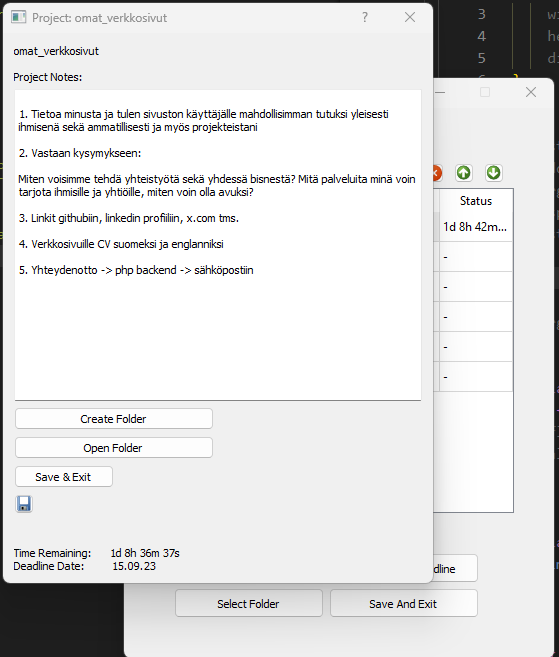 Project: omat_verkkosivut
?
omat_verkkosivut
Project Notes:
1. Tietoa minusta ja tulen sivuston käyttäjälle mahdollisimman tutuksi yleisesti
ihmisenä sekä ammatillisesti ja myös projekteistani
2. Vastaan kysymykseen:
Miten voisimme tehdä yhteistyötä sekä yhdessä bisnestä? Mitä palveluita minä voin
tarjota ihmisille ja yhtiöille, miten voin olla avuksi?
3. Linkit githubiin, linkedin profiiliin, x.com tms.
4. Verkkosivuille CV suomeksi ja englanniksi
5. Yhteydenotto -> php backend -> sähköpostiin
Create Folder
Open Folder
Save & Exit
Time Remaining: 1d 8h 36m 37s
Deadline Date: 15.09.23
3
4
5
Status
1d 8h 42m...
-
-
-
-
-
dline
Select Folder
Save And Exit